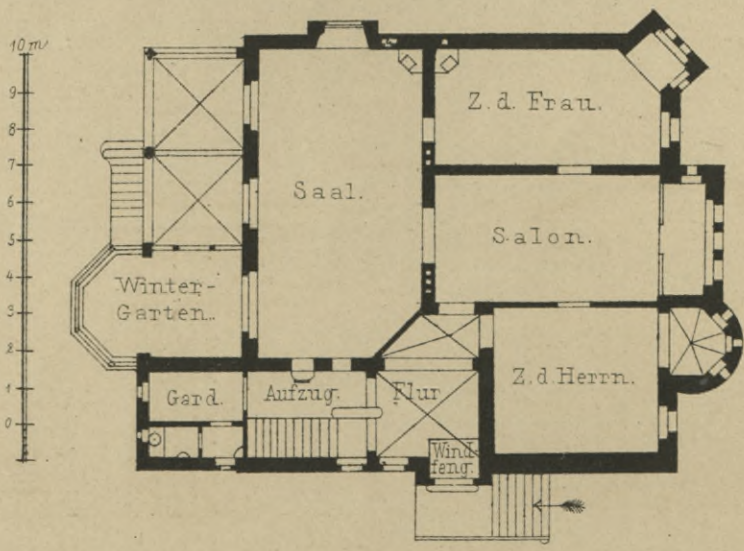 10 m
9
8
7
6
5
4
3
2
1
0
Z. d. Frau.
Saal.
Salon.
Winter-
Garten.
Z. d. Herrn.
Gard.
Aufzug.
Flur
Wind
feng.